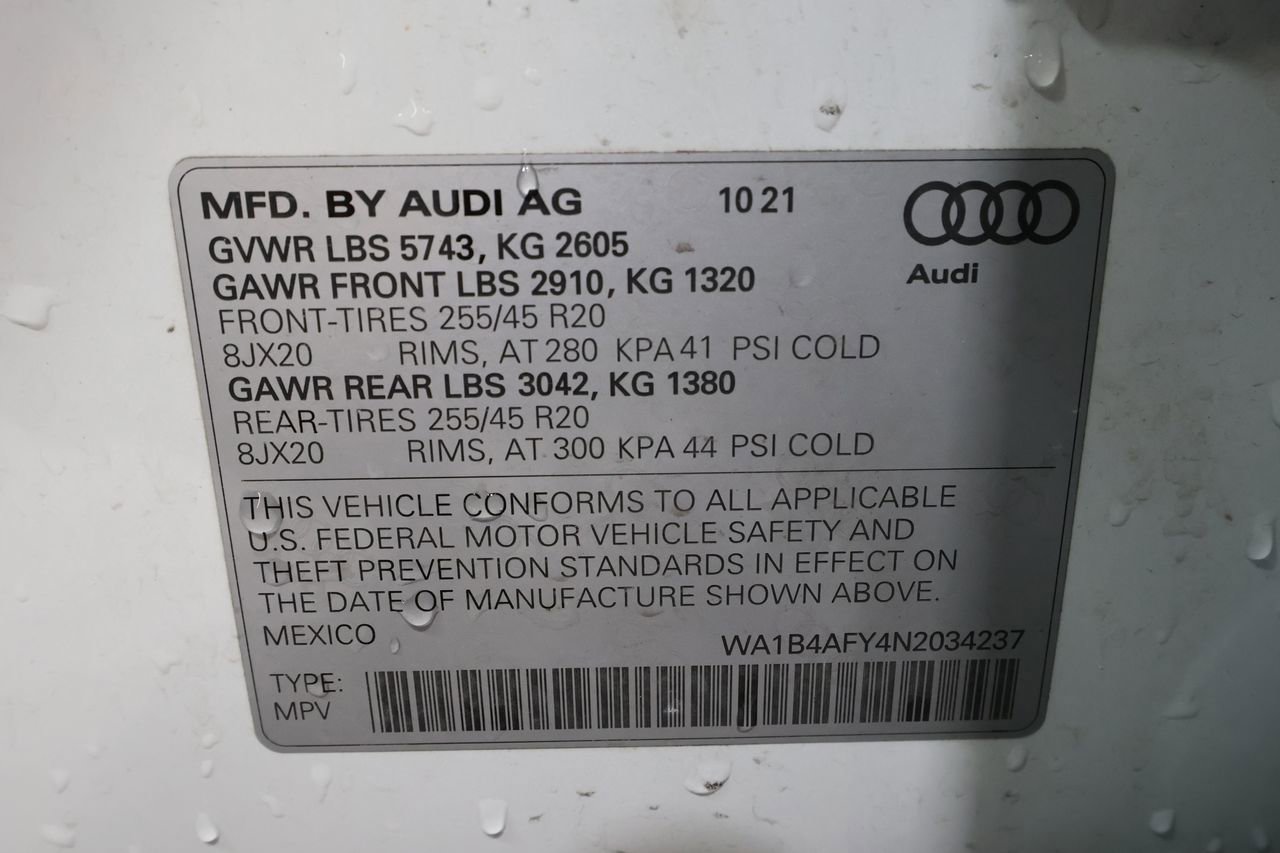 MFD. BY AUDI AG 10 21
GVWR LBS 5743, KG 2605
GAWR FRONT LBS 2910, KG 1320
Audi
FRONT-TIRES 255/45 R20
8JX20 RIMS, AT 280 KPA 41 PSI COLD
GAWR REAR LBS 3042, KG 1380
REAR-TIRES 255/45 R20
8JX20 RIMS, AT 300 KPA 44 PSI COLD
THIS VEHICLE CONFORMS TO ALL APPLICABLE
U.S. FEDERAL MOTOR VEHICLE SAFETY AND
THEFT PREVENTION STANDARDS IN EFFECT ON
THE DATE OF MANUFACTURE SHOWN ABOVE.
MEXICO WA1B4AFY4N2034237
TYPE:
MPV